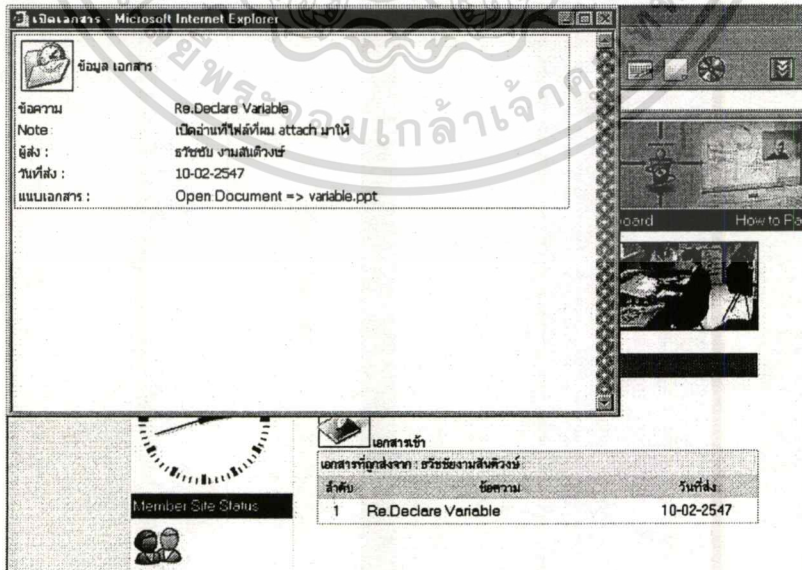 เปิดเอกสาร - Microsoft Internet Explorer
ข้อมูล เอกสาร
ข้อความ Re.Declare Variable
Note เปิดอ่านที่ไฟล์ที่ผม attach มาให้
ผู้ส่ง : ธวัชชัย งามสันติวงษ์
วันที่ส่ง : 10-02-2547
แนบเอกสาร : Open Document => variable.ppt
oard How to Pla
เอกสารเข้า
เอกสารที่ถูกส่งจาก : ธวัชชัยงามสันติวงษ์
ลำดับ ข้อความ วันที่ส่ง
1 Re.Declare Variable 10-02-2547
Member Site Status